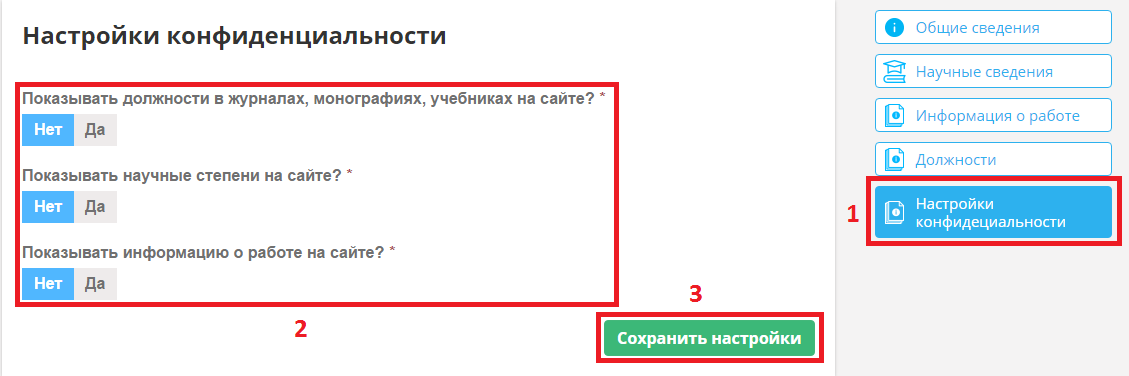 Настройки конфиденциальности
Показывать должности в журналах, монографиях, учебниках на сайте? *
Нет Да
Показывать научные степени на сайте? *
Нет Да
Показывать информацию о работе на сайте? *
Нет Да
2
3
Сохранить настройки
Общие сведения
Научные сведения
Информация о работе
Должности
1
Настройки
конфидециальности